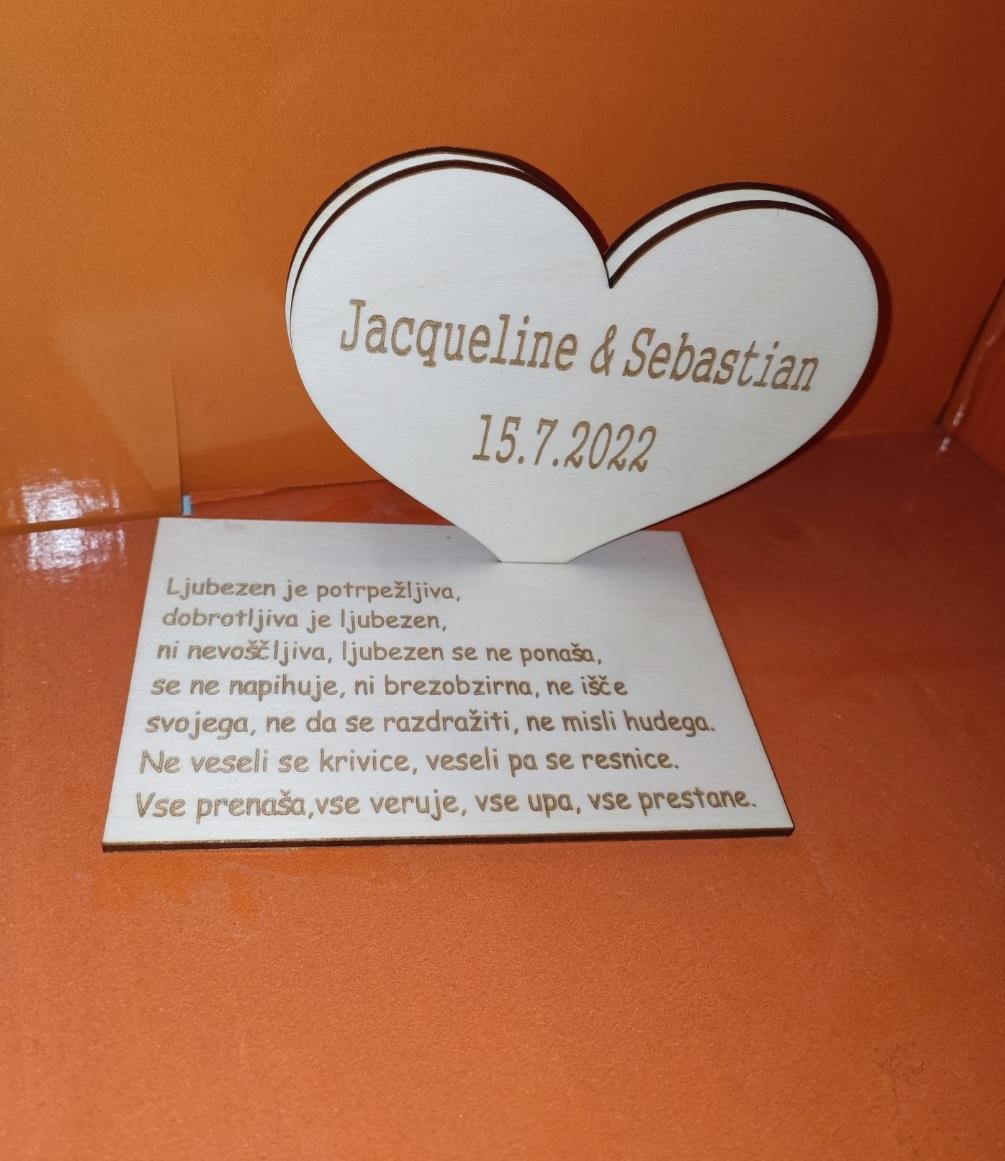 Jacqueline & Sebastian
15.7.2022
Ljubezen je potrpežljiva,
dobrotljiva je ljubezen,
ni nevoščljiva, ljubezen se ne ponaša,
se ne napihuje, ni brezobzirna, ne išče
svojega, ne da se razdražiti, ne misli hudega.
Ne veseli se krivice, veseli pa se resnice.
Vse prenaša,vse veruje, vse upa, vse prestane.